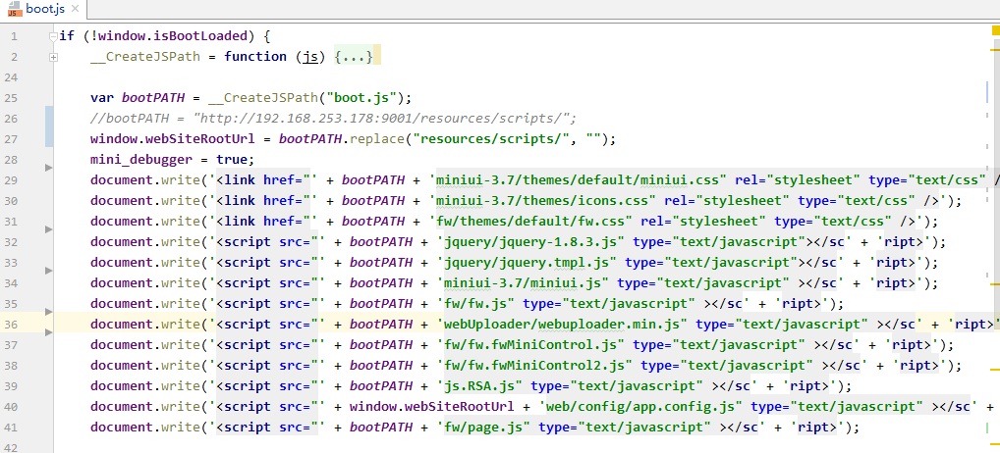 boot.js
1 if (!window.isBootLoaded) {
2 __CreateJSPath = function (js) {...}
24
25 var bootPATH = __CreateJSPath("boot.js");
26 //bootPATH = "http://192.168.253.178:9001/resources/scripts/";
27 window.webSiteRootUrl = bootPATH.replace("resources/scripts/", "");
28 mini_debugger = true;
29 document.write('<link href="' + bootPATH + 'miniui-3.7/themes/default/miniui.css" rel="stylesheet" type="text/css" /
30 document.write('<link href="' + bootPATH + 'miniui-3.7/themes/icons.css" rel="stylesheet" type="text/css" />');
31 document.write('<link href="' + bootPATH + 'fw/themes/default/fw.css" rel="stylesheet" type="text/css" />');
32 document.write('<script src="' + bootPATH + 'jquery/jquery-1.8.3.js" type="text/javascript"></sc' + 'ript>');
33 document.write('<script src="' + bootPATH + 'jquery/jquery.tmpl.js" type="text/javascript"></sc' + 'ript>');
34 document.write('<script src="' + bootPATH + 'miniui-3.7/miniui.js" type="text/javascript" ></sc' + 'ript>');
35 document.write('<script src="' + bootPATH + 'fw/fw.js" type="text/javascript" ></sc' + 'ript>');
36 document.write('<script src="' + bootPATH + 'webUploader/webuploader.min.js" type="text/javascript" ></sc' + 'ript>'
37 document.write('<script src="' + bootPATH + 'fw/fw.fwMiniControl.js" type="text/javascript" ></sc' + 'ript>');
38 document.write('<script src="' + bootPATH + 'fw/fw.fwMiniControl2.js" type="text/javascript" ></sc' + 'ript>');
39 document.write('<script src="' + bootPATH + 'js.RSA.js" type="text/javascript" ></sc' + 'ript>');
40 document.write('<script src="' + window.webSiteRootUrl + 'web/config/app.config.js" type="text/javascript" ></sc' +
41 document.write('<script src="' + bootPATH + 'fw/page.js" type="text/javascript" ></sc' + 'ript>');
42